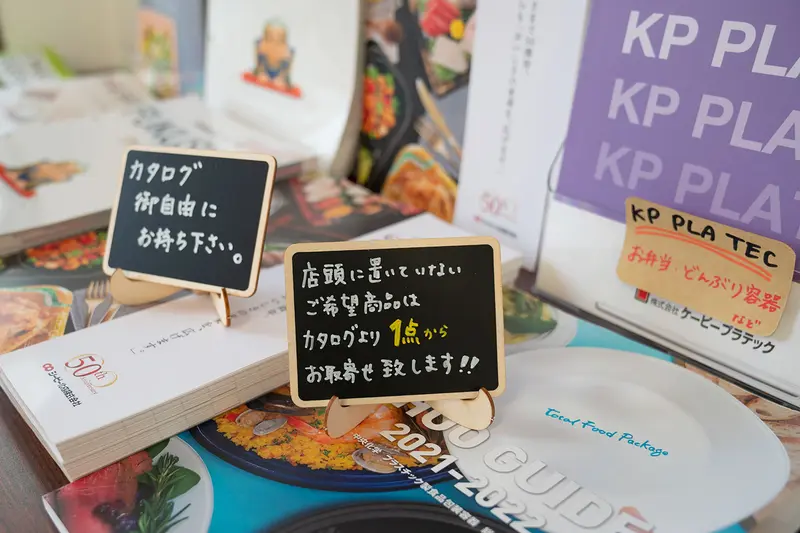 カタログ
御自由に
お持ち下さい。
店頭に置いていない
ご希望商品は
カタログより 1点から
お取寄せ致します!!
KP PLA
KP PLA
KP PLAT
KP PLA TEC
お弁当・どんぶり容器
など
株式会社ケーピープラテック
50th
50th
Total Food Package
GUIDE
2021-2022